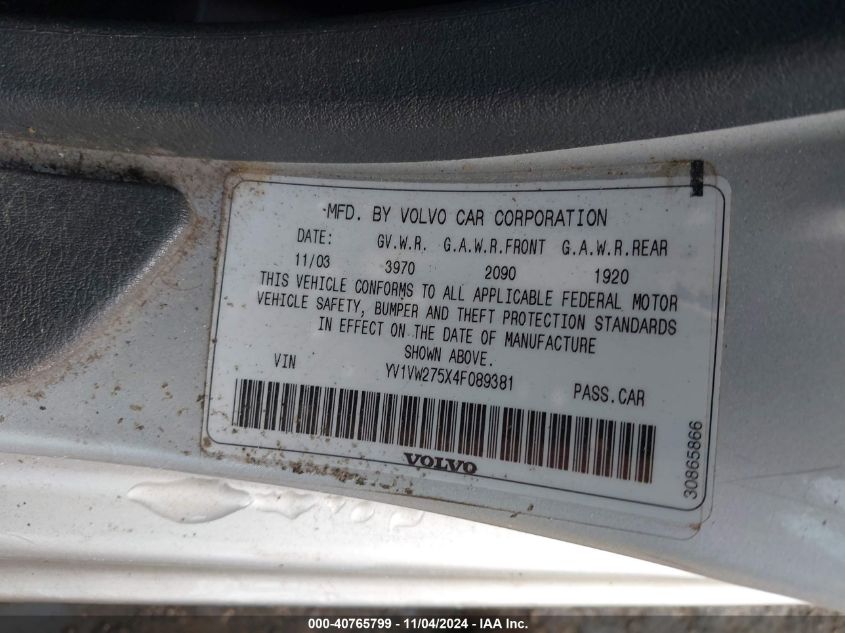 MFD. BY VOLVO CAR CORPORATION
DATE: GV.W.R. G.A.W.R.FRONT G.A.W.R.REAR
11/03 3970 2090 1920
THIS VEHICLE CONFORMS TO ALL APPLICABLE FEDERAL MOTOR
VEHICLE SAFETY, BUMPER AND THEFT PROTECTION STANDARDS
IN EFFECT ON THE DATE OF MANUFACTURE
SHOWN ABOVE.
VIN YV1VW275X4F089381 PASS.CAR
VOLVO
30865866
000-40765799 - 11/04/2024 - IAA Inc.